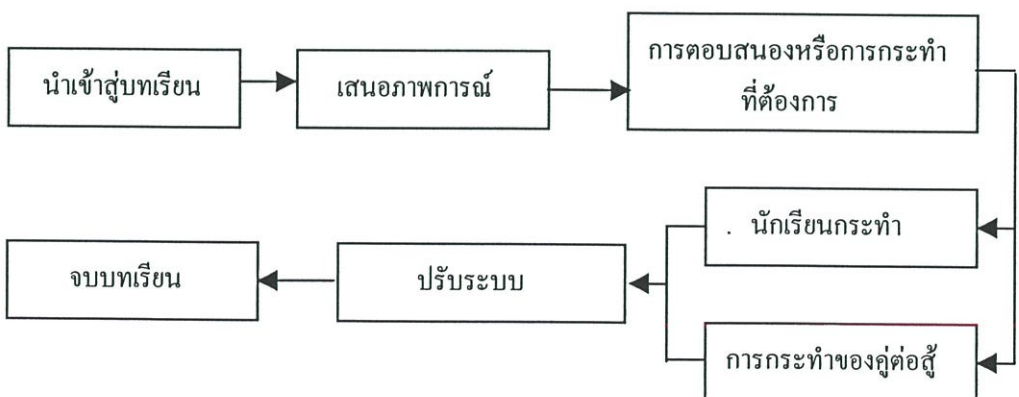 นำเข้าสู่บทเรียน
เสนอภาพการณ์
การตอบสนองหรือการกระทำ
ที่ต้องการ
. นักเรียนกระทำ
การกระทำของคู่ต่อสู้
ปรับระบบ
จบบทเรียน